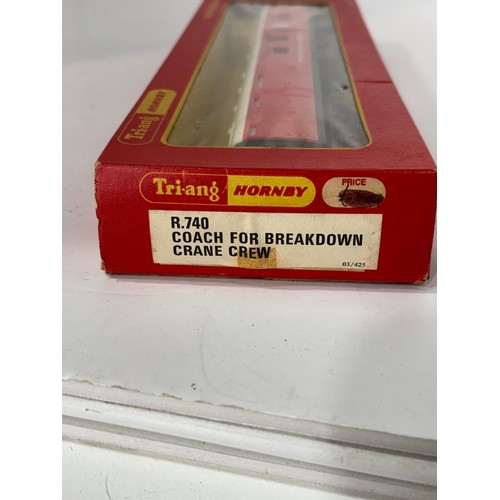 Tri-ang HORNBY
Tri-ang HORNBY
PRICE
R.740
COACH FOR BREAKDOWN
CRANE CREW
03/425